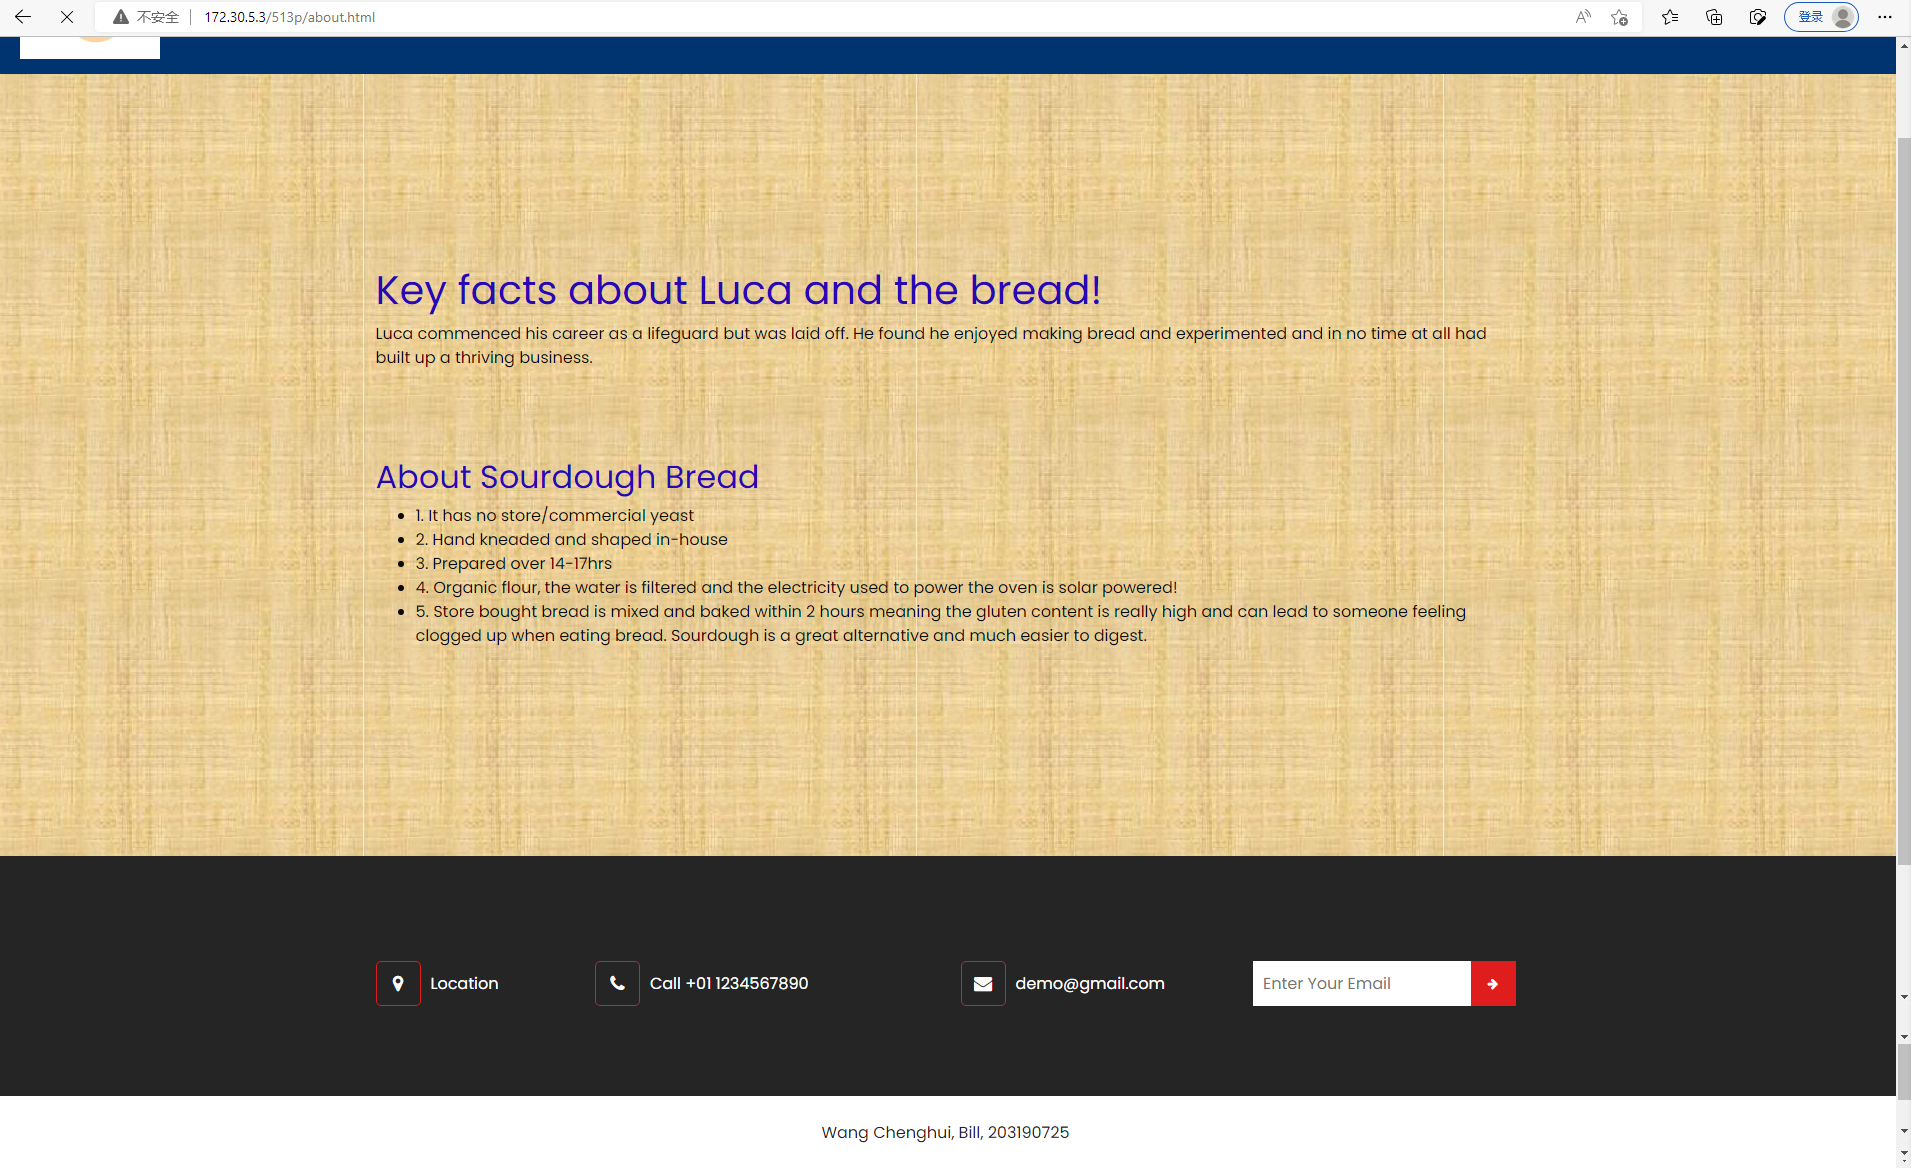 不安全 172.30.5.3/513p/about.html 登录
Key facts about Luca and the bread!
Luca commenced his career as a lifeguard but was laid off. He found he enjoyed making bread and experimented and in no time at all had
built up a thriving business.
About Sourdough Bread
• 1. It has no store/commercial yeast
• 2. Hand kneaded and shaped in-house
• 3. Prepared over 14-17hrs
• 4. Organic flour, the water is filtered and the electricity used to power the oven is solar powered!
• 5. Store bought bread is mixed and baked within 2 hours meaning the gluten content is really high and can lead to someone feeling
clogged up when eating bread. Sourdough is a great alternative and much easier to digest.
Location Call +01 1234567890 demo@gmail.com Enter Your Email
Wang Chenghui, Bill, 203190725